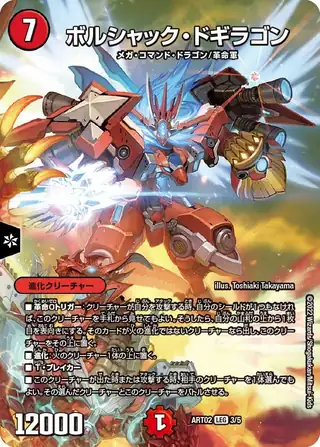 7
ボルシャック・ドギラゴン
メガ・コマンド・ドラゴン/革命軍
進化クリーチャー
illus. Toshiaki Takayama
■革命0トリガー:クリーチャーが自分を攻撃する時、自分のシールドが1つもなけれ
ば、このクリーチャーを手札から見せてもよい。そうしたら、自分の山札の上から1枚
目を表向きにする。そのカードが火の進化ではないクリーチャーなら出し、このクリー
チャーをその上に置く。
■進化:火のクリーチャー1体の上に置く。
■T・ブレイカー
■このクリーチャーが出た時または攻撃する時、相手のクリーチャーを1体選んでも
よい。その選んだクリーチャーとこのクリーチャーをバトルさせる。
12000
ART02 LEG 3/5
©2022 Wizards/Shogakukan/Mitsui-Kids